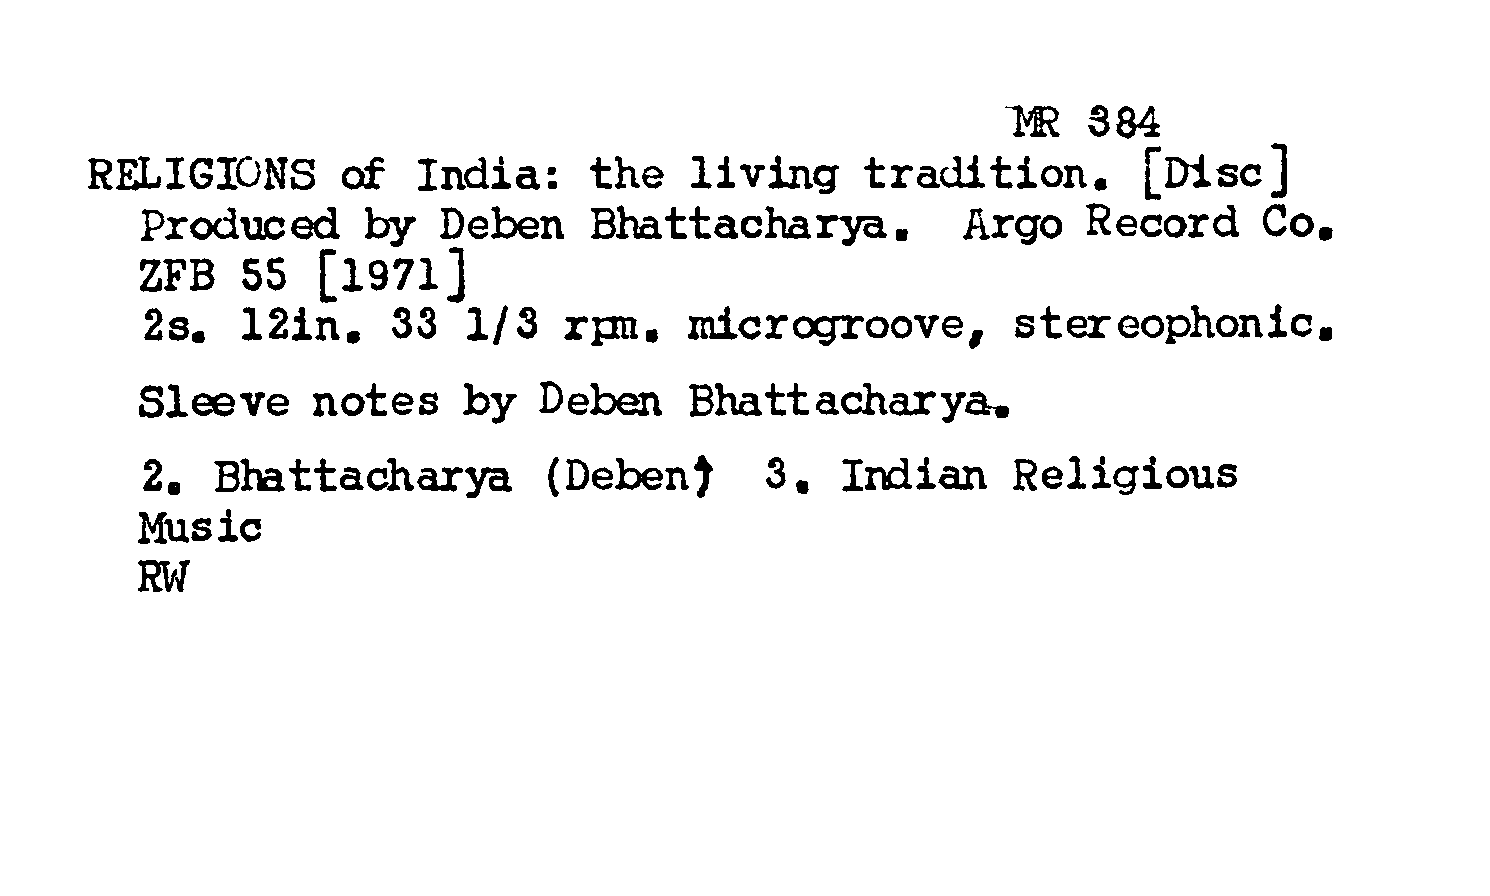 MR 384
RELIGIONS of India: the living tradition. [Disc]
Produced by Deben Bhattacharya. Argo Record Co.
ZFB 55 [1971]
2s. 12in. 33 1/3 rpm. microgroove, stereophonic.
Sleeve notes by Deben Bhattacharya.
2. Bhattacharya (Deben) 3. Indian Religious
Music
RW